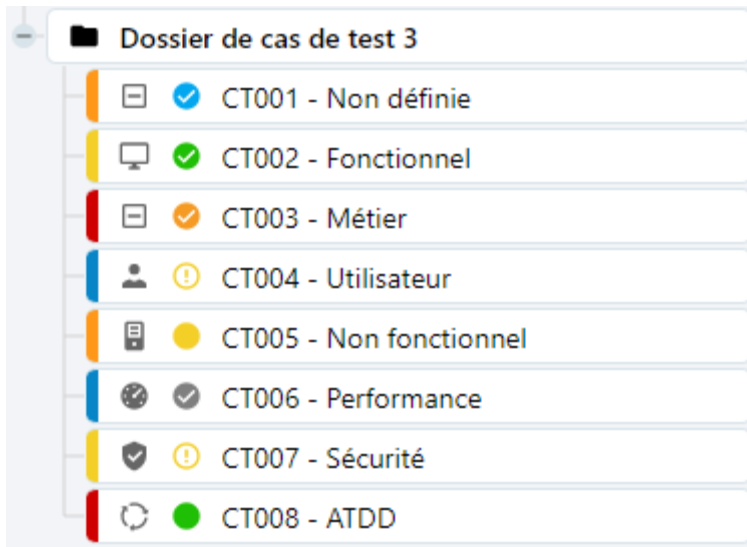 Dossier de cas de test 3
CT001 - Non définie
CT002 - Fonctionnel
CT003 - Métier
CT004 - Utilisateur
CT005 - Non fonctionnel
CT006 - Performance
CT007 - Sécurité
CT008 - ATDD